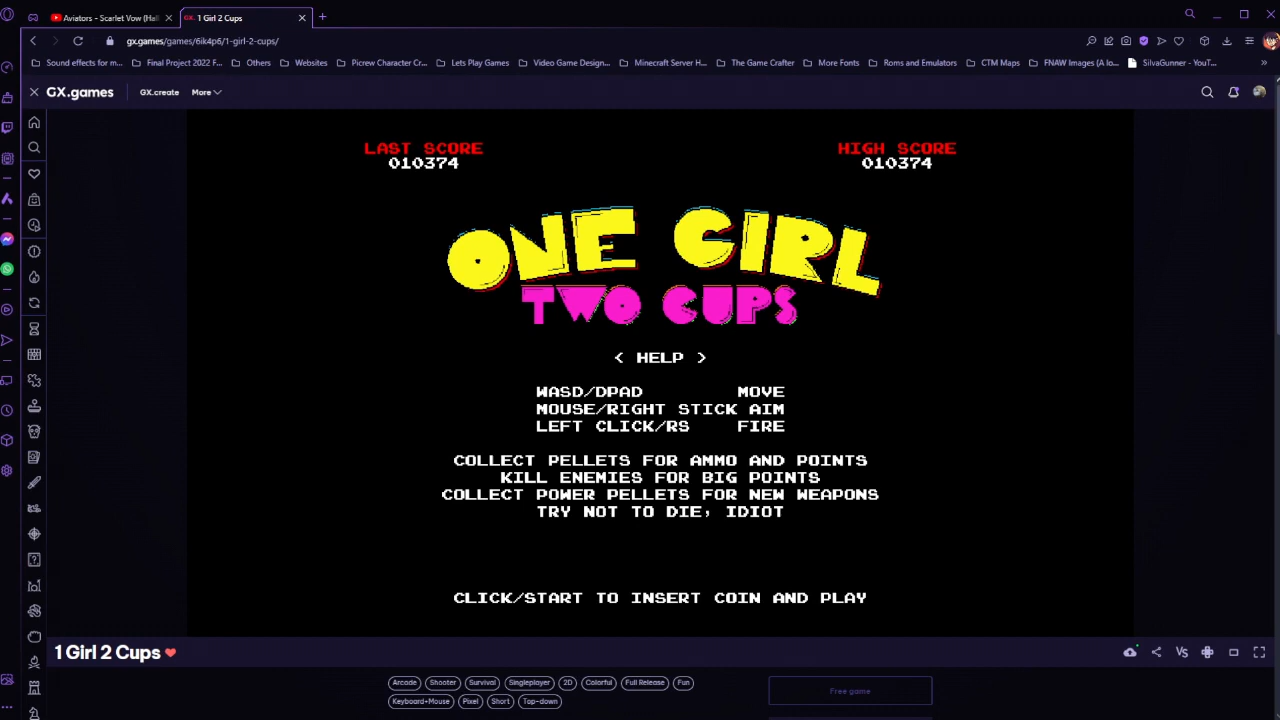 Aviators - Scarlet Vow (Hall
GX. 1 Girl 2 Cups
gx.games/games/6ik4p6/1-girl-2-cups/
Sound effects for m... Final Project 2022 F... Others Websites Picrew Character Cr... Lets Play Games Video Game Design... Minecraft Server H... The Game Crafter More Fonts Roms and Emulators CTM Maps FNAW Images (A lo... SilvaGunner - YouT...
GX.games GX.create More
LAST SCORE HIGH SCORE
010374 010374
ONE GIRL
TWO CUPS
< HELP >
WASD/DPAD MOVE
MOUSE/RIGHT STICK AIM
LEFT CLICK/RS FIRE
COLLECT PELLETS FOR AMMO AND POINTS
KILL ENEMIES FOR BIG POINTS
COLLECT POWER PELLETS FOR NEW WEAPONS
TRY NOT TO DIE, IDIOT
CLICK/START TO INSERT COIN AND PLAY
1 Girl 2 Cups
Vs
Arcade Shooter Survival Singleplayer 2D Colorful Full Release Fun
Free game
Keyboard+Mouse Pixel Short Top-down